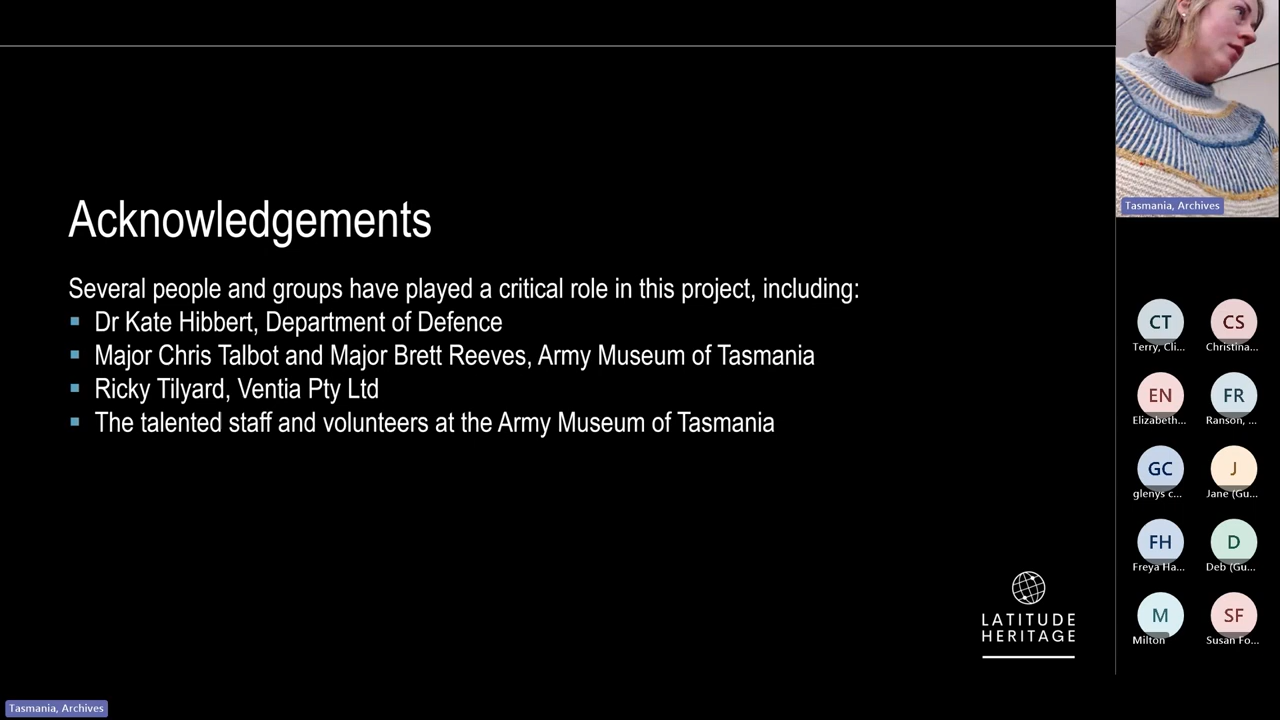 Acknowledgements
Several people and groups have played a critical role in this project, including:
Dr Kate Hibbert, Department of Defence
Major Chris Talbot and Major Brett Reeves, Army Museum of Tasmania
Ricky Tilyard, Ventia Pty Ltd
The talented staff and volunteers at the Army Museum of Tasmania
LATITUDE
HERITAGE
Tasmania, Archives
Tasmania, Archives
CT CS
Terry, Cli... Christina...
EN FR
Elizabeth... Ranson, ...
GC J
glenys c... Jane (Gu...
FH D
Freya Ha... Deb (Gu...
M SF
Milton Susan Fo...